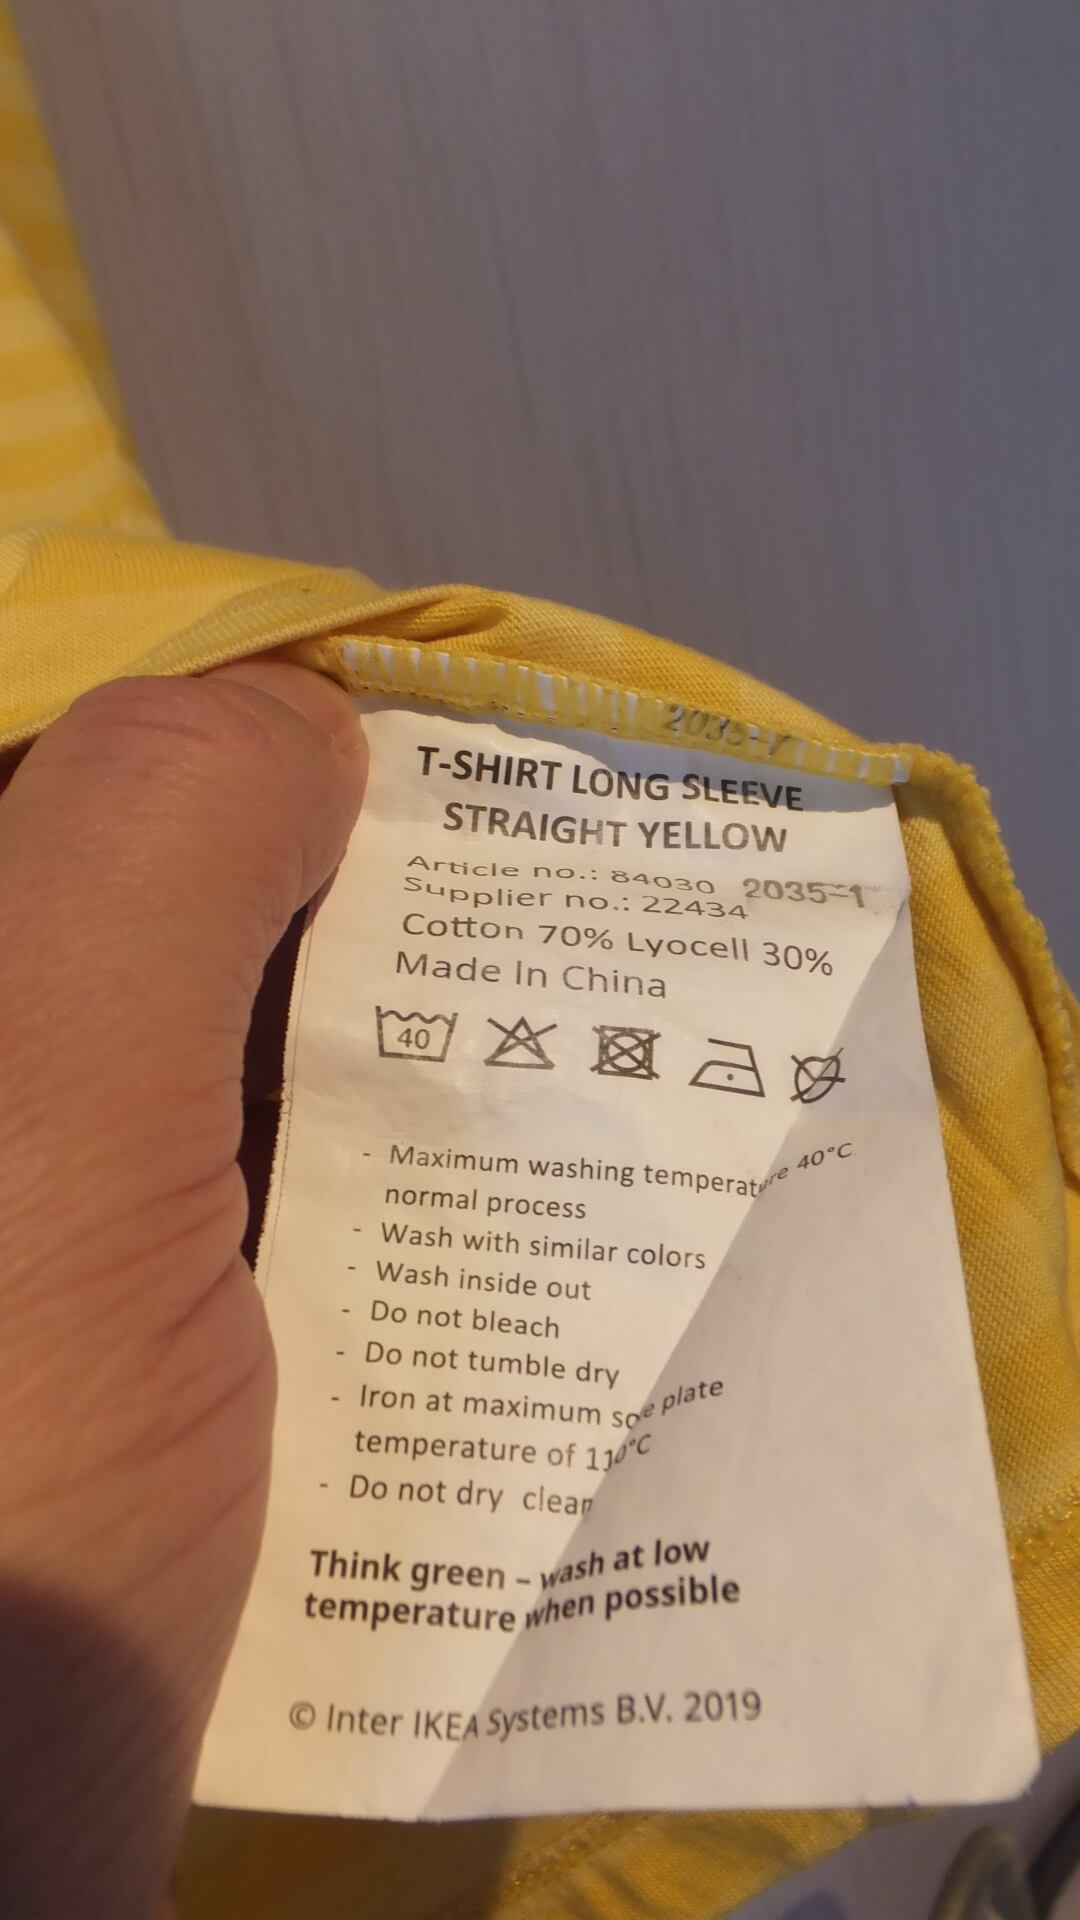 2035-1
T-SHIRT LONG SLEEVE
STRAIGHT YELLOW
Article no.: 84030 2035-1
Supplier no.: 22434
Cotton 70% Lyocell 30%
Made In China
40
- Maximum washing temperature 40°C
normal process
- Wash with similar colors
- Wash inside out
- Do not bleach
- Do not tumble dry
- Iron at maximum sole plate
temperature of 110°C
- Do not dry clean
Think green – wash at low
temperature when possible
© Inter IKEA Systems B.V. 2019